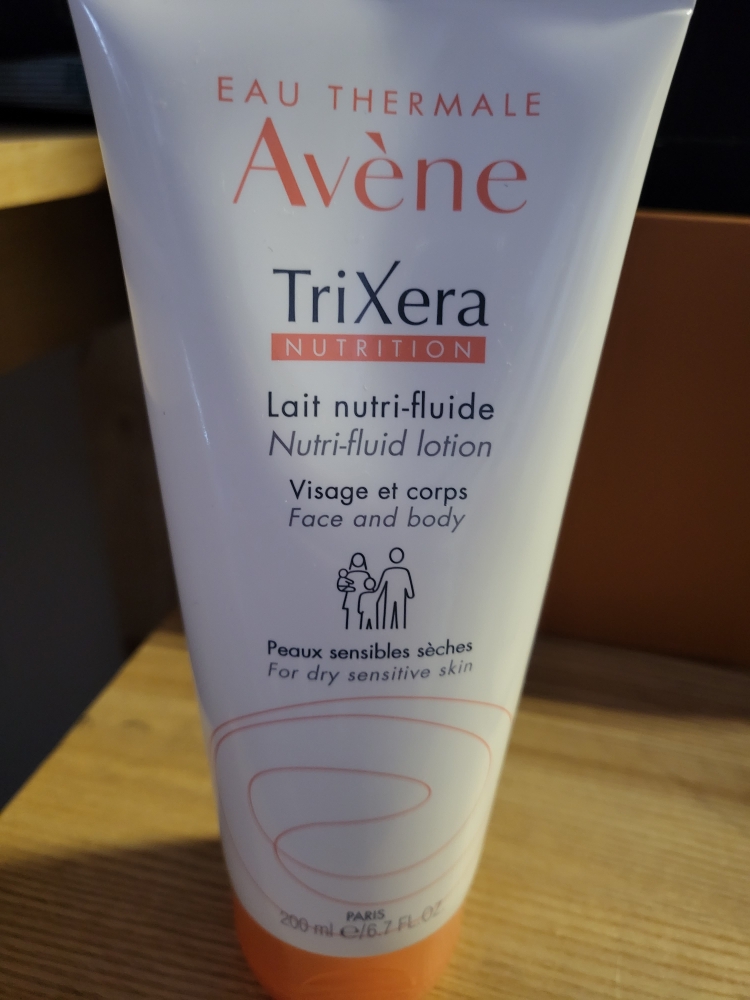 EAU THERMALE
Avène
TriXera
NUTRITION
Lait nutri-fluide
Nutri-fluid lotion
Visage et corps
Face and body
Peaux sensibles sèches
For dry sensitive skin
PARIS
200 ml ℮/6.7 FL OZ